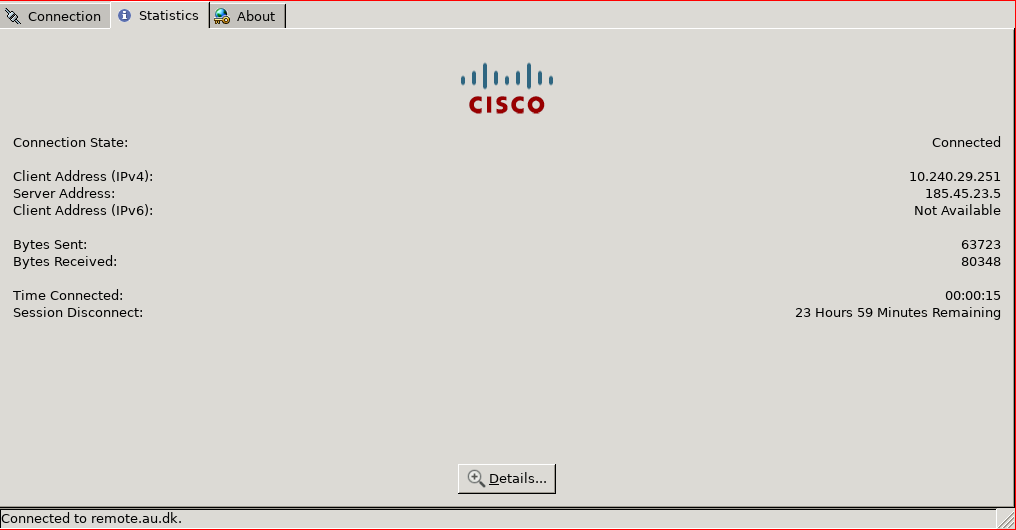 Connection Statistics About
CISCO
Connection State: Connected
Client Address (IPv4): 10.240.29.251
Server Address: 185.45.23.5
Client Address (IPv6): Not Available
Bytes Sent: 63723
Bytes Received: 80348
Time Connected: 00:00:15
Session Disconnect: 23 Hours 59 Minutes Remaining
Details...
Connected to remote.au.dk.